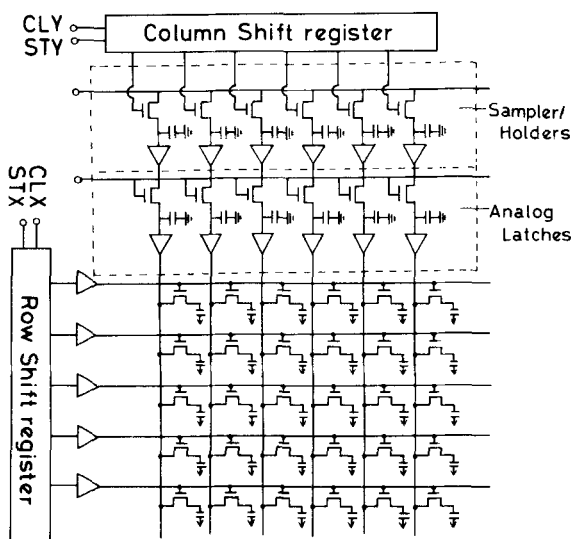 CLY
STY
Column Shift register
Sampler/
Holders
Analog
Latches
CLX
STX
Row Shift register